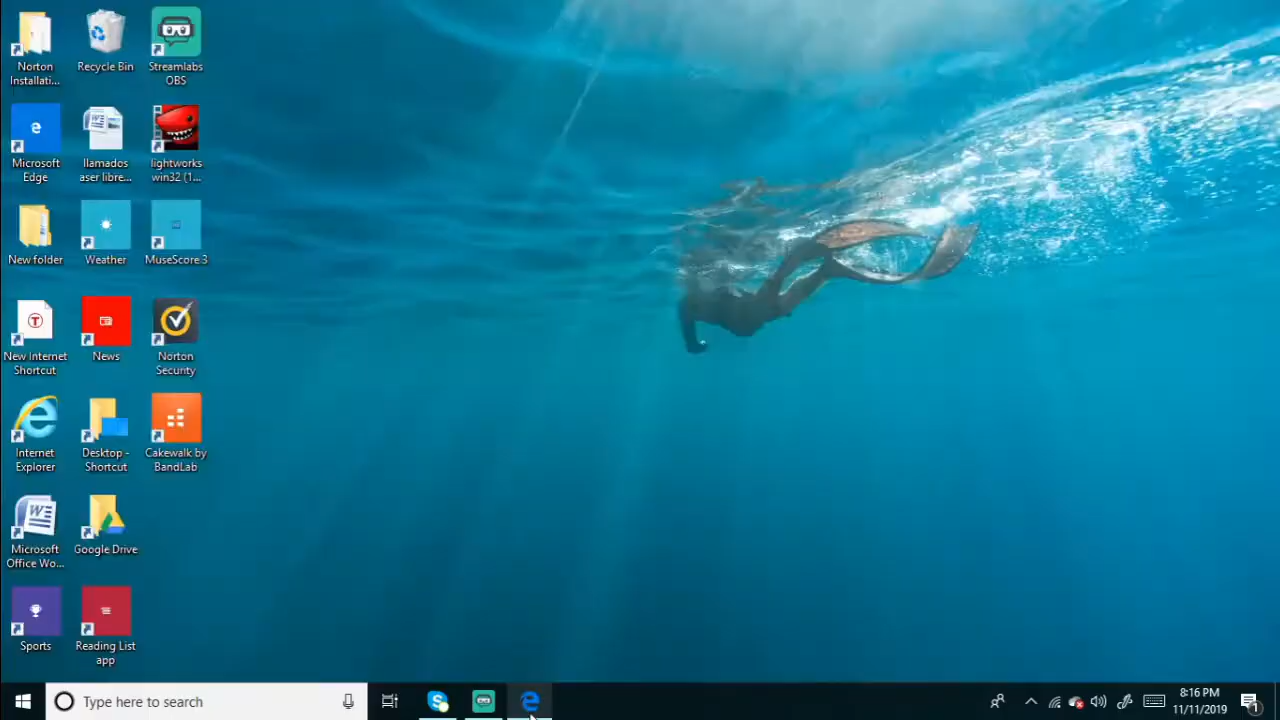 Norton
Installati...
Recycle Bin
Streamlabs
OBS
Microsoft
Edge
llamados
aser libre...
lightworks
win32 (1...
New folder
Weather
MuseScore 3
New Internet
Shortcut
News
Norton
Security
Internet
Explorer
Desktop -
Shortcut
Cakewalk by
BandLab
Microsoft
Office Wo...
Google Drive
Sports
Reading List
app
Type here to search
8:16 PM
11/11/2019
1